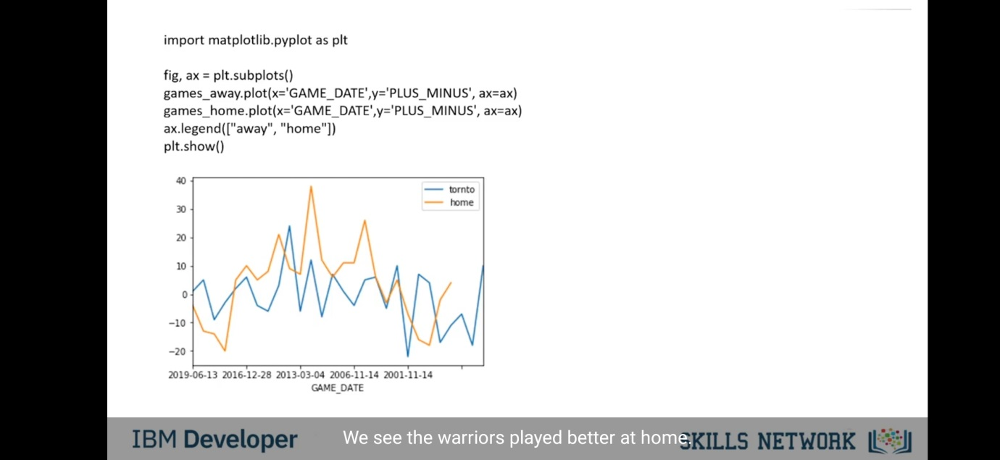 import matplotlib.pyplot as plt
fig, ax = plt.subplots()
games_away.plot(x='GAME_DATE',y='PLUS_MINUS', ax=ax)
games_home.plot(x='GAME_DATE',y='PLUS_MINUS', ax=ax)
ax.legend(["away", "home"])
plt.show()
40
30
20
10
0
−10
−20
tornto
home
2019-06-13 2016-12-28 2013-03-04 2006-11-14 2001-11-14
GAME_DATE
IBM Developer
We see the warriors played better at home.
SKILLS NETWORK